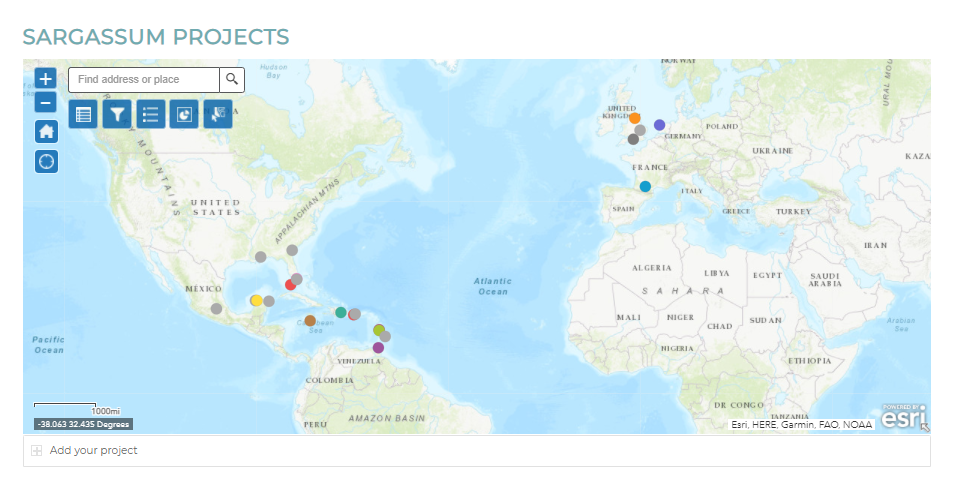 SARGASSUM PROJECTS
Hudson
Bay
NORWAY
Find address or place
URAL MOU
UNITED
KINGDO
POLAND
GERMANY
UKRAINE
KAZA
FRANCE
ROCKY MOUNTAINS
ITALY
UNITED
STATES
APPALACHIAN MTNS
SPAIN
GREECE
TURKEY
IRAN
ALGERIA
LIBYA
EGYPT
SAUDI
ARABIA
Atlantic
Ocean
MÉXICO
SAHARA
MALI
NIGER
CHAD
SUDAN
Arabian
Sea
Caribbean
Sea
Pacific
Ocean
NIGERIA
ETHIOPIA
VENEZUELA
COLOMBIA
1000mi
DR CONGO
AMAZON BASIN
TANZANIA
PERU
-38.063 32.435 Degrees
Esri, HERE, Garmin, FAO, NOAA
POWERED BY
esri
Add your project